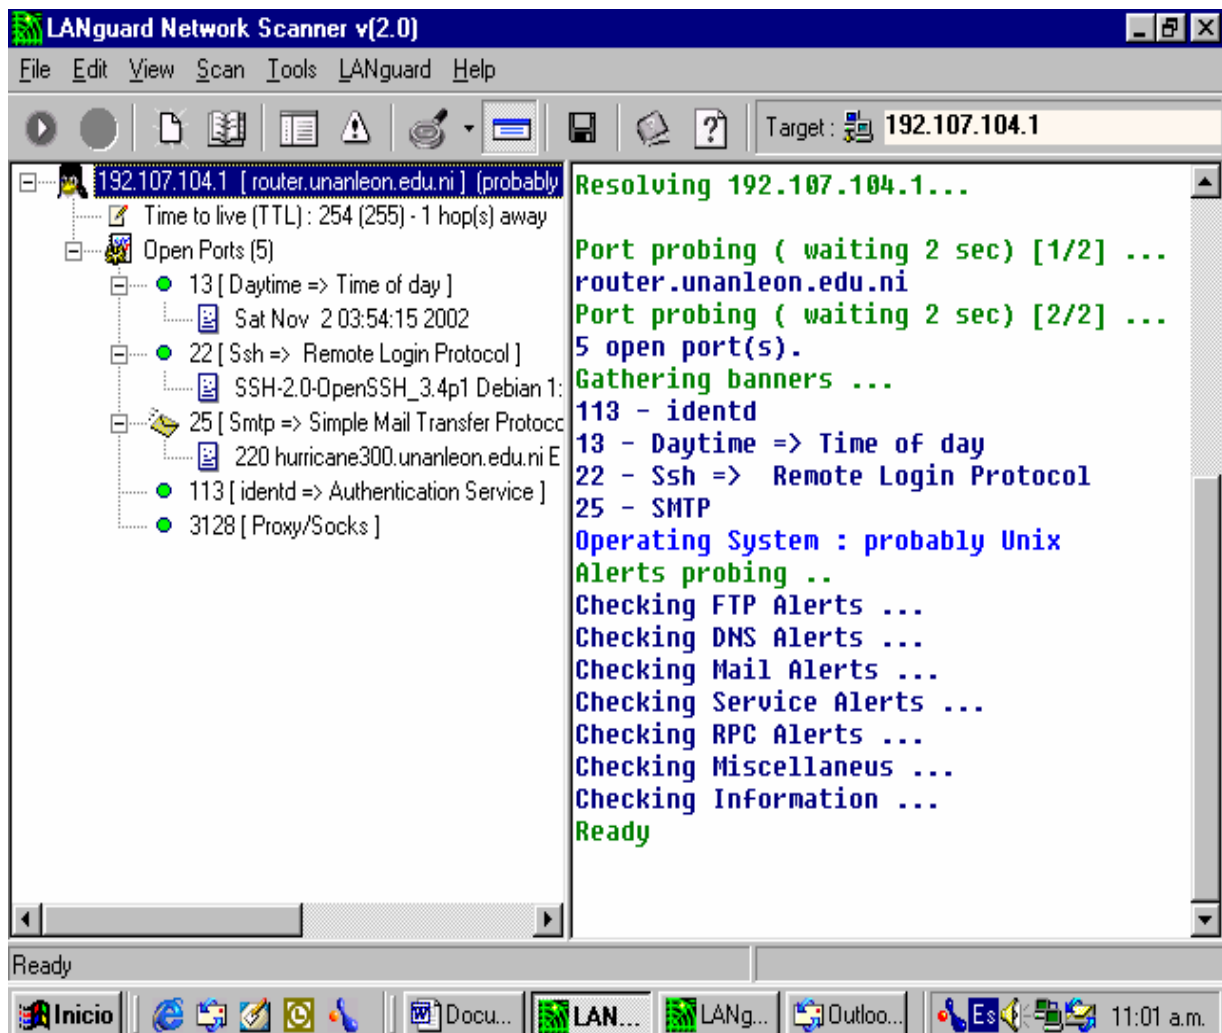 LANguard Network Scanner v(2.0)
File Edit View Scan Tools LANguard Help
Target : 192.107.104.1
192.107.104.1 [ router.unanleon.edu.ni ] (probably
Time to live (TTL) : 254 (255) - 1 hop(s) away
Open Ports (5)
13 [ Daytime => Time of day ]
Sat Nov 2 03:54:15 2002
22 [ Ssh => Remote Login Protocol ]
SSH-2.0-OpenSSH_3.4p1 Debian 1:
25 [ Smtp => Simple Mail Transfer Protoco
220 hurricane300.unanleon.edu.ni E
113 [ identd => Authentication Service ]
3128 [ Proxy/Socks ]
Resolving 192.107.104.1...
Port probing ( waiting 2 sec) [1/2] ...
router.unanleon.edu.ni
Port probing ( waiting 2 sec) [2/2] ...
5 open port(s).
Gathering banners ...
113 - identd
13 - Daytime => Time of day
22 - Ssh => Remote Login Protocol
25 - SMTP
Operating System : probably Unix
Alerts probing ..
Checking FTP Alerts ...
Checking DNS Alerts ...
Checking Mail Alerts ...
Checking Service Alerts ...
Checking RPC Alerts ...
Checking Miscellaneus ...
Checking Information ...
Ready
Ready
Inicio Docu... LAN... LANg... Outloo... Es 11:01 a.m.